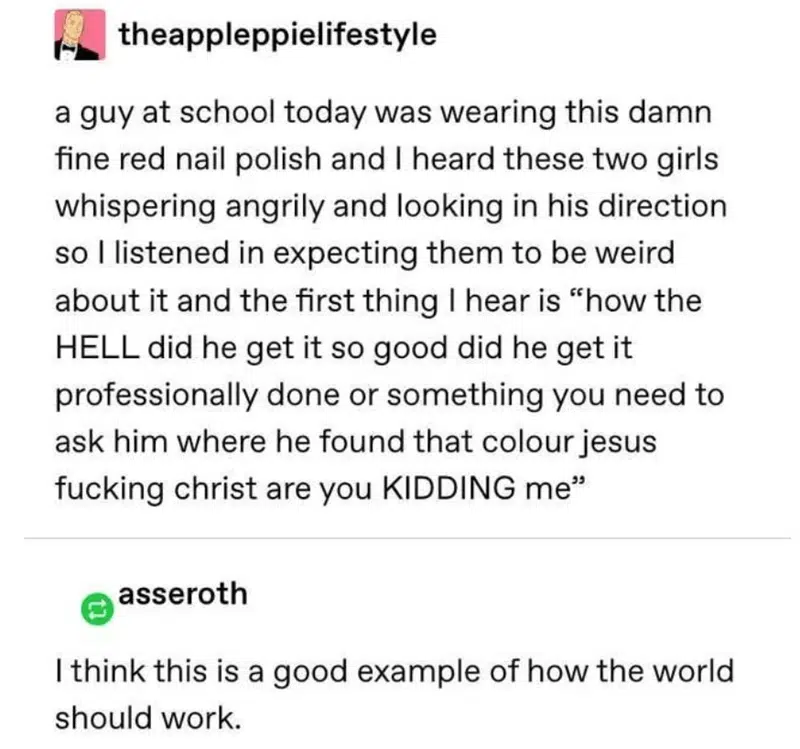 theappleppielifestyle
a guy at school today was wearing this damn
fine red nail polish and I heard these two girls
whispering angrily and looking in his direction
so I listened in expecting them to be weird
about it and the first thing I hear is “how the
HELL did he get it so good did he get it
professionally done or something you need to
ask him where he found that colour jesus
fucking christ are you KIDDING me”
asseroth
I think this is a good example of how the world
should work.